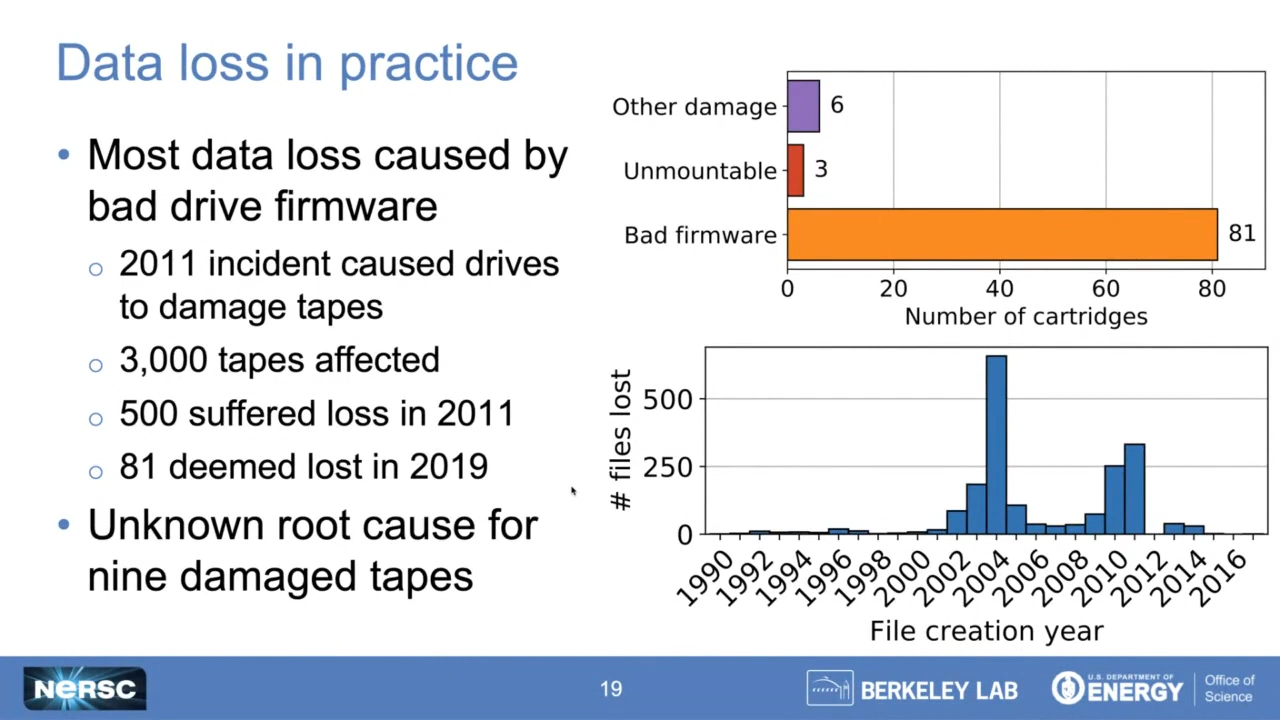 Data loss in practice
• Most data loss caused by
bad drive firmware
o 2011 incident caused drives
to damage tapes
o 3,000 tapes affected
o 500 suffered loss in 2011
o 81 deemed lost in 2019
• Unknown root cause for
nine damaged tapes
Other damage 6
Unmountable 3
Bad firmware 81
0 20 40 60 80
Number of cartridges
# files lost
500
250
0
1990 1992 1994 1996 1998 2000 2002 2004 2006 2008 2010 2012 2014 2016
File creation year
NERSC
19
BERKELEY LAB
U.S. DEPARTMENT OF
ENERGY
Office of
Science